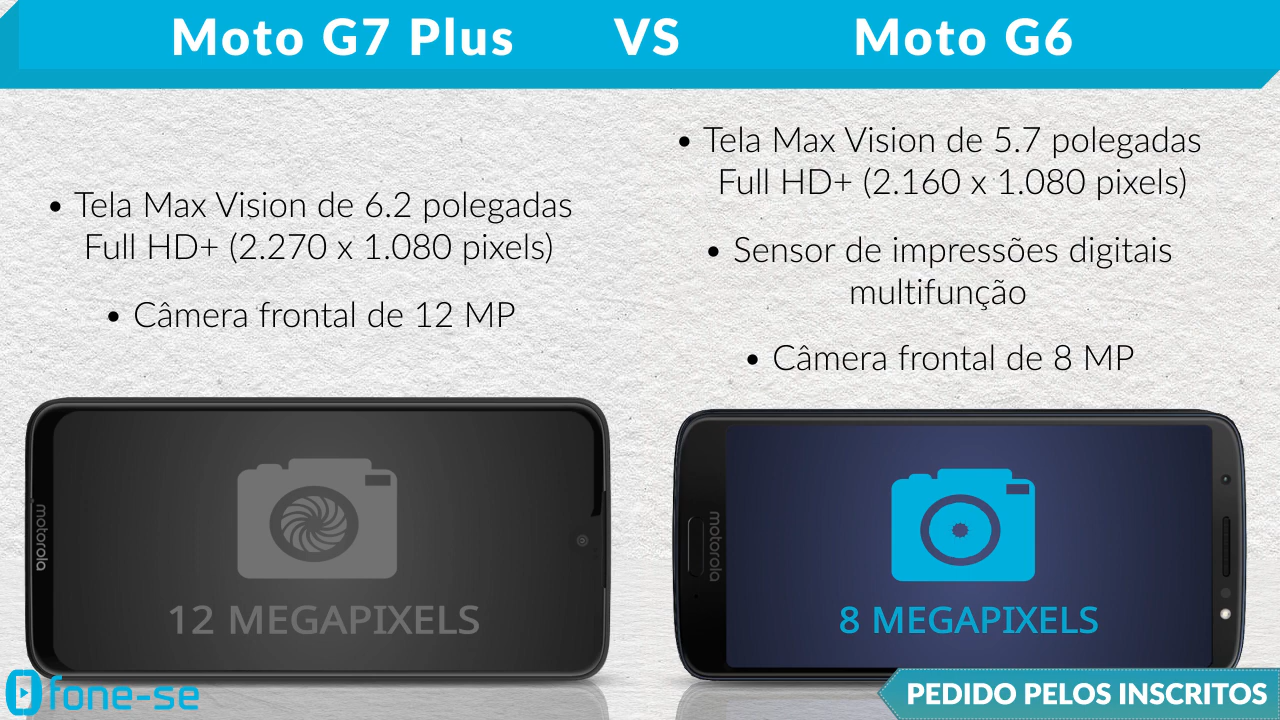 Moto G7 Plus VS Moto G6
• Tela Max Vision de 6.2 polegadas
Full HD+ (2.270 x 1.080 pixels)
• Câmera frontal de 12 MP
• Tela Max Vision de 5.7 polegadas
Full HD+ (2.160 x 1.080 pixels)
• Sensor de impressões digitais
multifunção
• Câmera frontal de 8 MP
motorola
12 MEGAPIXELS
motorola
8 MEGAPIXELS
fone-se
PEDIDO PELOS INSCRITOS